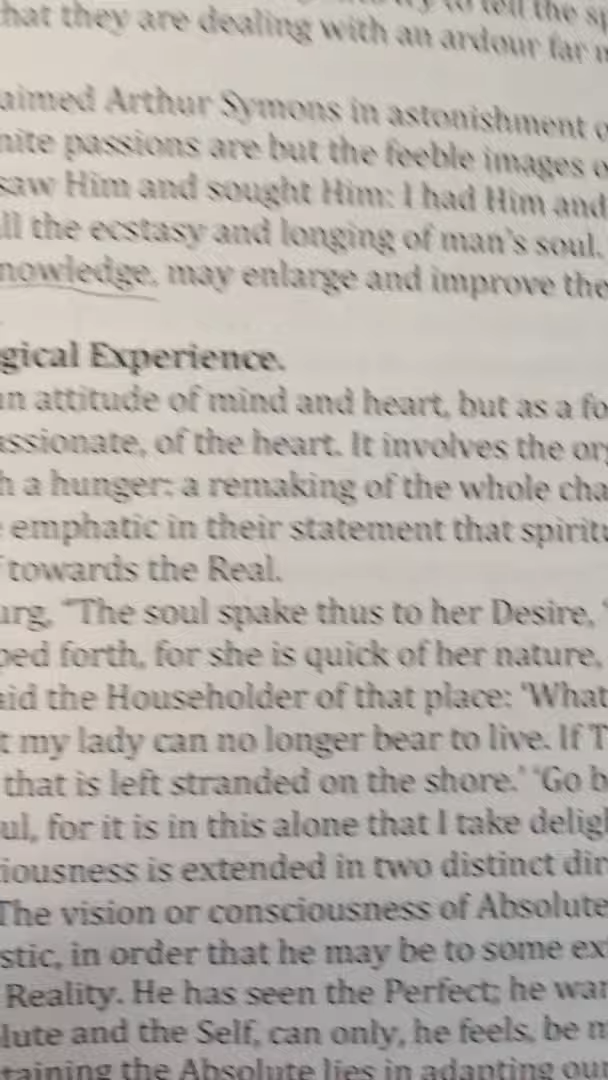 that they are dealing with an ardour far
aimed Arthur Symons in astonishment
nite passions are but the feeble images o
saw Him and sought Him: I had Him and
ll the ecstasy and longing of man's soul.
nowledge, may enlarge and improve the
gical Experience.
an attitude of mind and heart, but as a fo
assionate, of the heart. It involves the or
h a hunger: a remaking of the whole cha
emphatic in their statement that spiritu
towards the Real.
urg, "The soul spake thus to her Desire,
ped forth, for she is quick of her nature,
aid the Householder of that place: 'What
t my lady can no longer bear to live. If T
that is left stranded on the shore.' 'Go b
ul, for it is in this alone that I take deligh
iousness is extended in two distinct dir
The vision or consciousness of Absolute
stic, in order that he may be to some ex
Reality. He has seen the Perfect; he wan
lute and the Self, can only, he feels, be m
taining the Absolute lies in adapting our